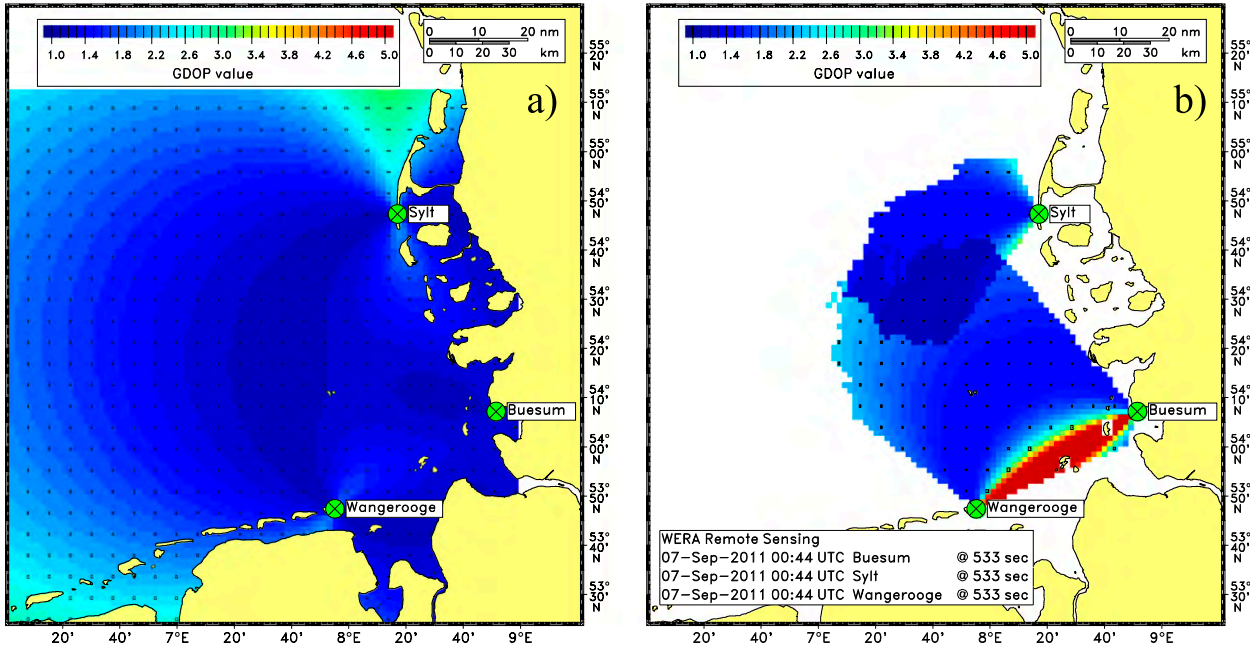 1.0 1.4 1.8 2.2 2.6 3.0 3.4 3.8 4.2 4.6 5.0
GDOP value
0 10 20 nm
0 10 20 30 km
a)
55° 20' N
55° 10' N
55° 00' N
54° 50' N
54° 40' N
54° 30' N
54° 20' N
54° 10' N
54° 00' N
53° 50' N
53° 40' N
53° 30' N
Sylt
Buesum
Wangerooge
20' 40' 7°E 20' 40' 8°E 20' 40' 9°E
1.0 1.4 1.8 2.2 2.6 3.0 3.4 3.8 4.2 4.6 5.0
GDOP value
0 10 20 nm
0 10 20 30 km
b)
55° 20' N
55° 10' N
55° 00' N
54° 50' N
54° 40' N
54° 30' N
54° 20' N
54° 10' N
54° 00' N
53° 50' N
53° 40' N
53° 30' N
Sylt
Buesum
Wangerooge
WERA Remote Sensing
07-Sep-2011 00:44 UTC Buesum @ 533 sec
07-Sep-2011 00:44 UTC Sylt @ 533 sec
07-Sep-2011 00:44 UTC Wangerooge @ 533 sec
20' 40' 7°E 20' 40' 8°E 20' 40' 9°E